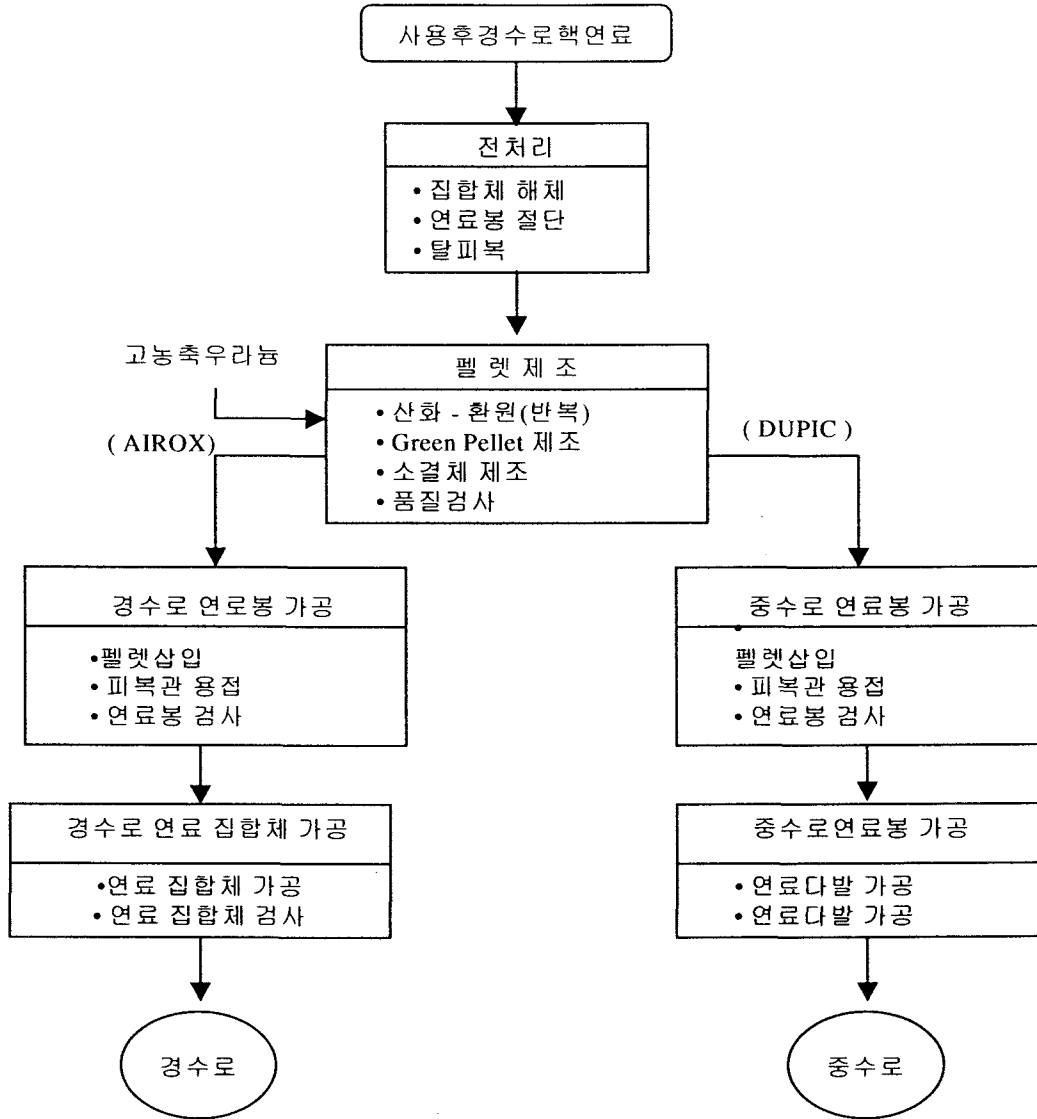 사용후경수로핵연료
전처리
• 집합체 해체
• 연료봉 절단
• 탈피복
고농축우라늄
펠렛제조
• 산화 - 환원(반복)
• Green Pellet 제조
• 소결체 제조
• 품질검사
( AIROX)
( DUPIC )
경수로 연로봉 가공
•펠렛삽입
• 피복관 용접
• 연료봉 검사
중수로 연료봉 가공
•
펠렛삽입
• 피복관 용접
• 연료봉 검사
경수로 연료 집합체 가공
•연료 집합체 가공
• 연료 집합체 검사
중수로연료봉 가공
• 연료다발 가공
• 연료다발 가공
경수로
중수로